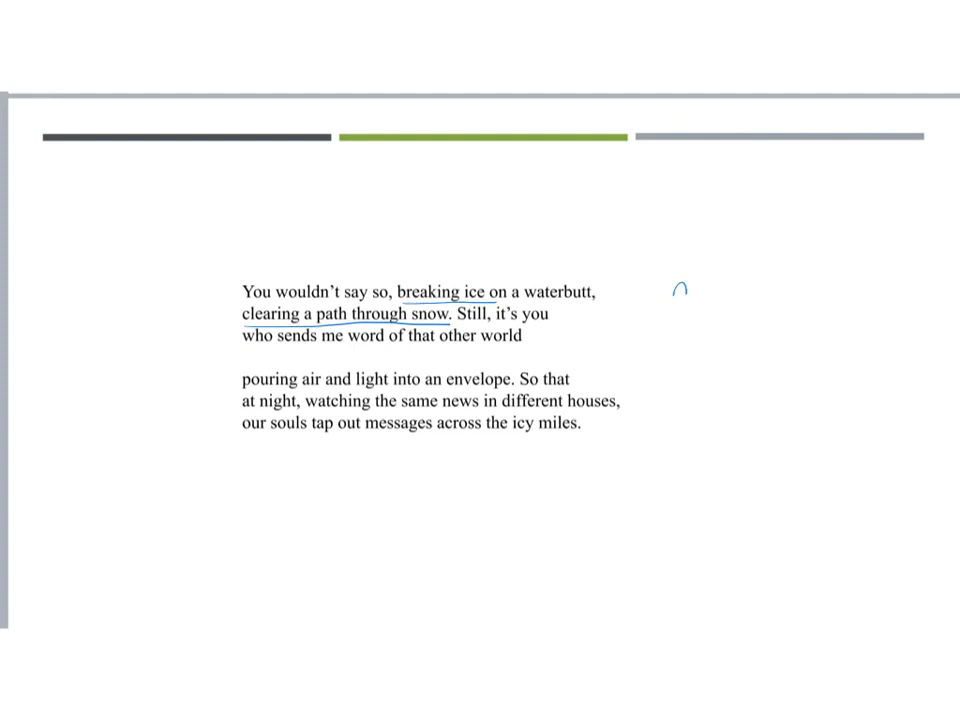 You wouldn’t say so, breaking ice on a waterbutt,
clearing a path through snow. Still, it’s you
who sends me word of that other world
pouring air and light into an envelope. So that
at night, watching the same news in different houses,
our souls tap out messages across the icy miles.